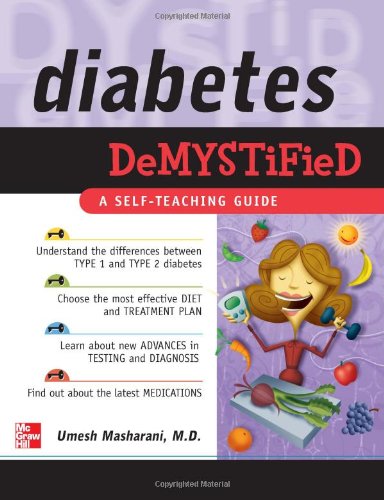 Copyrighted Material
DYSTiD
diabetes
DeMYSTiFieD
A SELF-TEACHING GUIDE
Understand the differences between
TYPE 1 and TYPE 2 diabetes
Choose the most effective DIET
and TREATMENT PLAN
Learn about new ADVANCES in
TESTING and DIAGNOSIS
Find out about the latest MEDICATIONS
Mc
Graw
Hill
Umesh Masharani, M.D.
Copyrighted Material